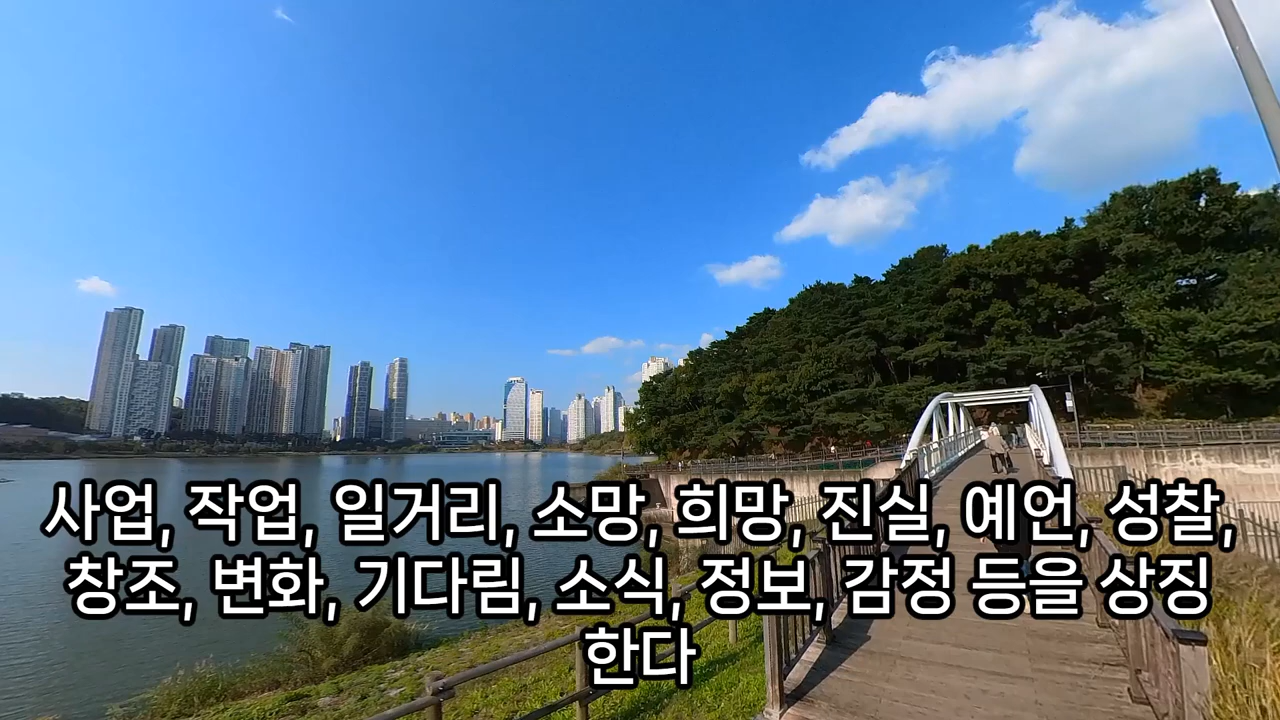 사업, 작업, 일거리, 소망, 희망, 진실, 예언, 성찰,
창조, 변화, 기다림, 소식, 정보, 감정 등을 상징
한다